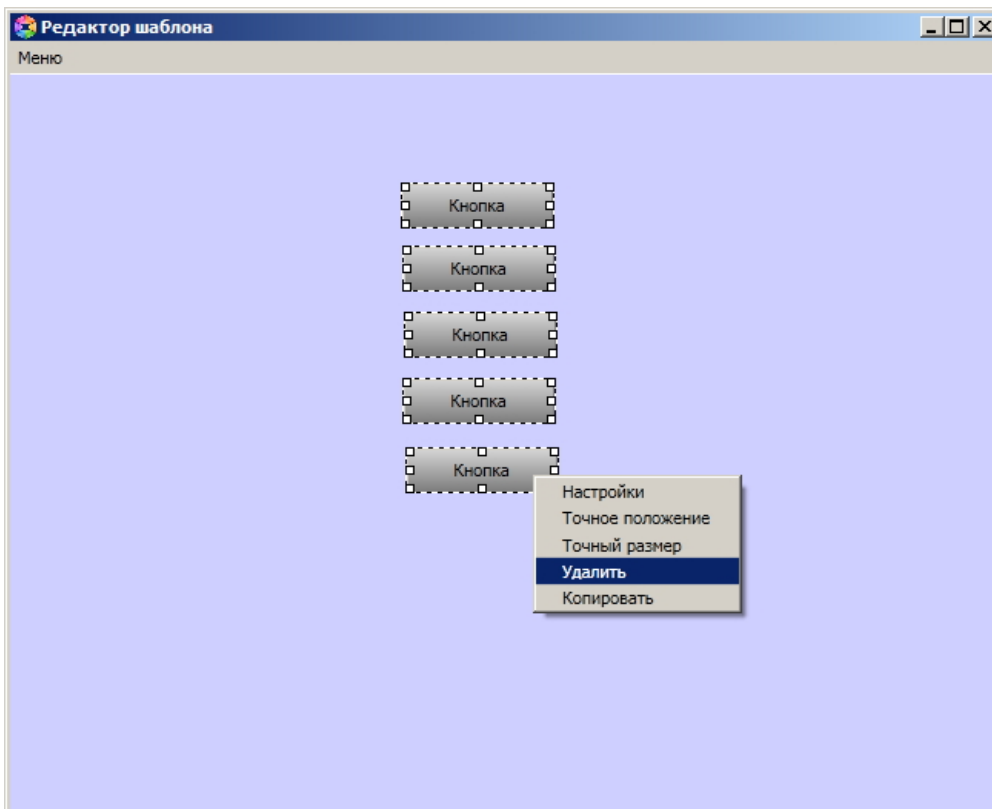 Редактор шаблона
Меню
Кнопка
Кнопка
Кнопка
Кнопка
Кнопка
Настройки
Точное положение
Точный размер
Удалить
Копировать